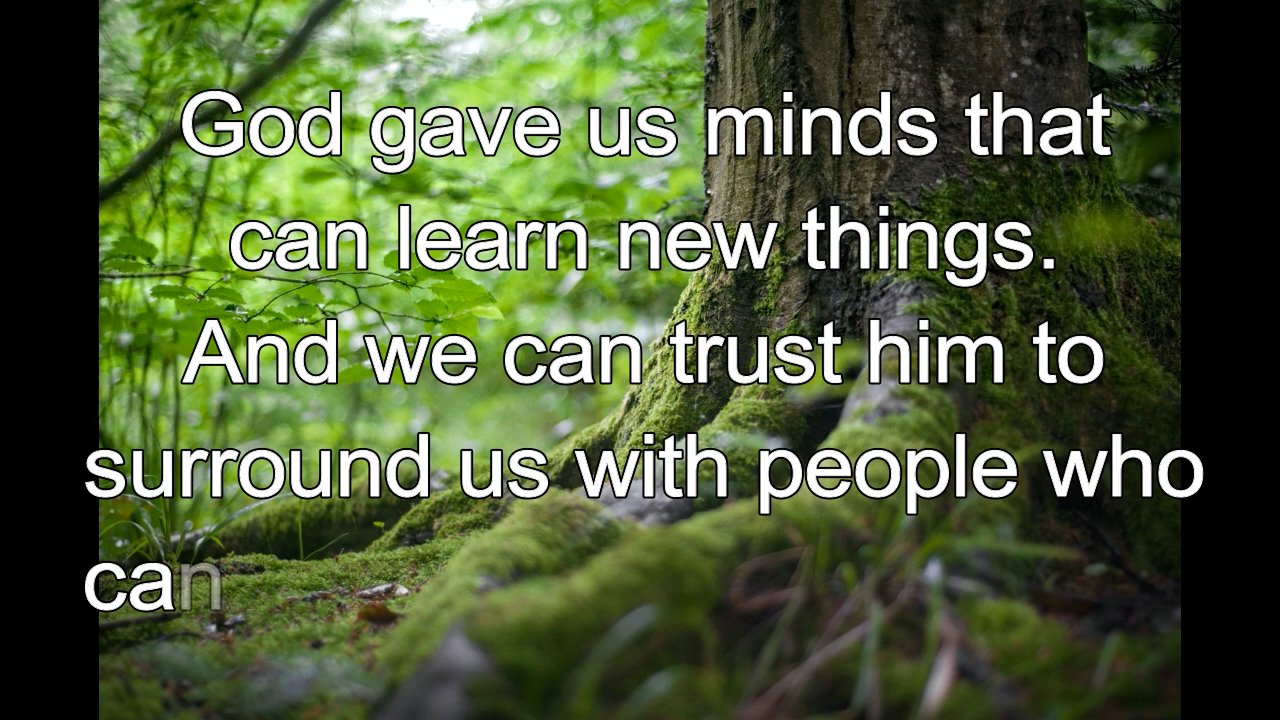 God gave us minds that
can learn new things.
And we can trust him to
surround us with people who
can